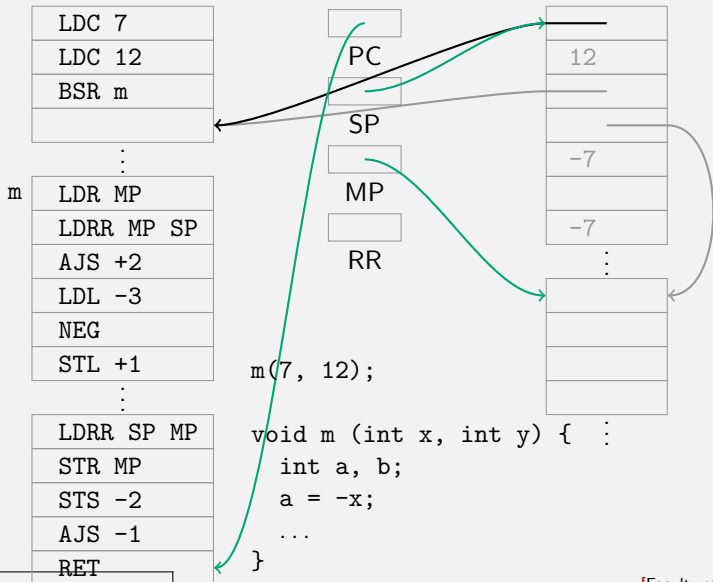 LDC 7
LDC 12
BSR m
⋮
m LDR MP
LDRR MP SP
AJS +2
LDL -3
NEG
STL +1
⋮
LDRR SP MP
STR MP
STS -2
AJS -1
RET
PC
SP
MP
RR
m(7, 12);
void m (int x, int y) {
int a, b;
a = -x;
...
}
12
-7
-7
⋮
⋮